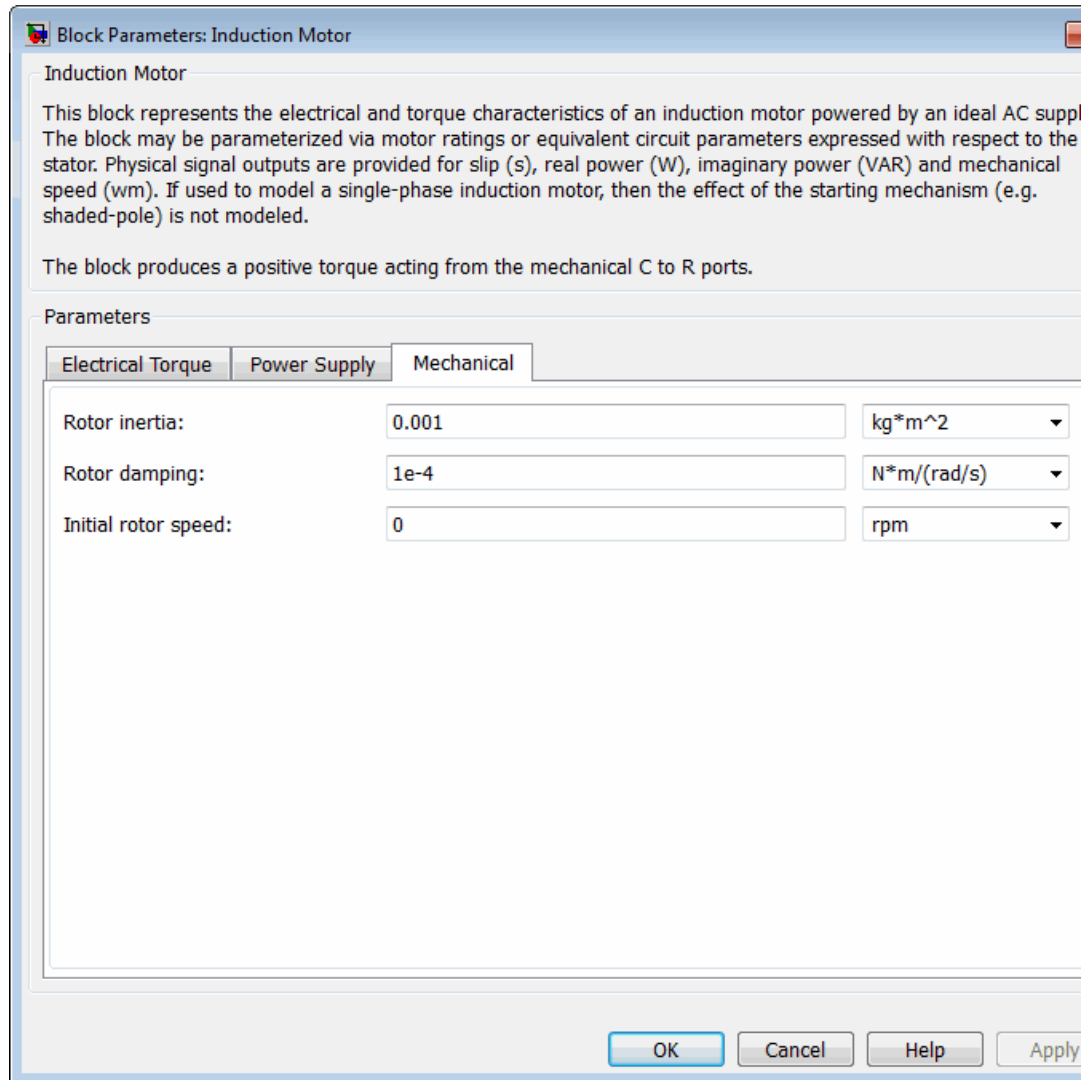 Block Parameters: Induction Motor
Induction Motor
This block represents the electrical and torque characteristics of an induction motor powered by an ideal AC suppl
The block may be parameterized via motor ratings or equivalent circuit parameters expressed with respect to the
stator. Physical signal outputs are provided for slip (s), real power (W), imaginary power (VAR) and mechanical
speed (wm). If used to model a single-phase induction motor, then the effect of the starting mechanism (e.g.
shaded-pole) is not modeled.
The block produces a positive torque acting from the mechanical C to R ports.
Parameters
Electrical Torque Power Supply Mechanical
Rotor inertia: 0.001 kg*m^2
Rotor damping: 1e-4 N*m/(rad/s)
Initial rotor speed: 0 rpm
OK Cancel Help Apply